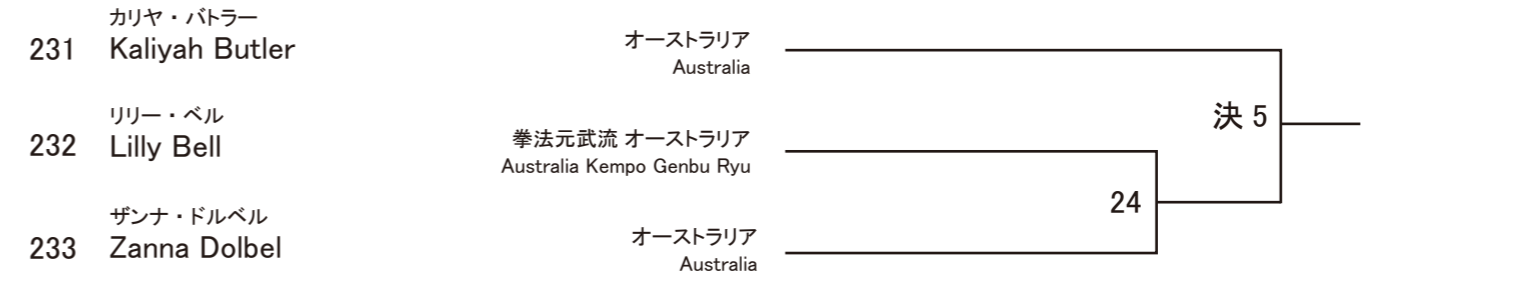 カリヤ・バトラー
231 Kaliyah Butler
オーストラリア
Australia
リリー・ベル
232 Lilly Bell
拳法元武流 オーストラリア
Australia Kempo Genbu Ryu
ザンナ・ドルベル
233 Zanna Dolbel
オーストラリア
Australia
決 5
24